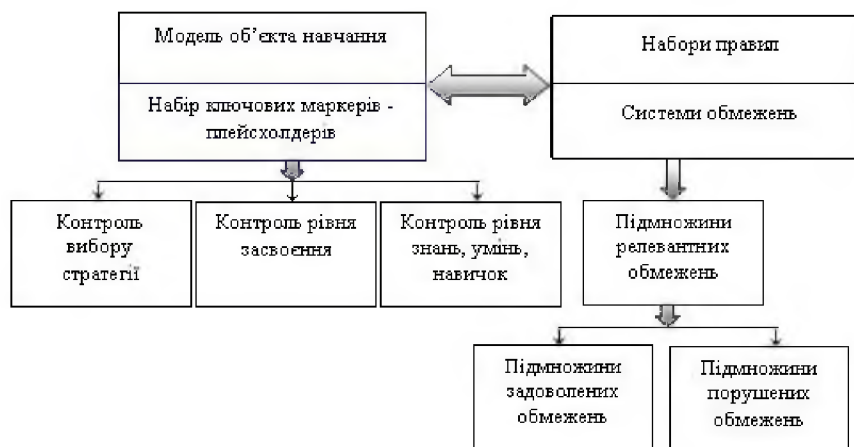 Модель об’єкта навчання
Набір ключових маркерів -
плейсхолдерів
Набори правил
Системи обмежень
Контроль
вибору
стратегії
Контроль рівня
засвоєння
Контроль рівня
знань, умінь,
навичок
Підмножини
релевантних
обмежень
Підмножини
задоволених
обмежень
Підмножини
порушених
обмежень